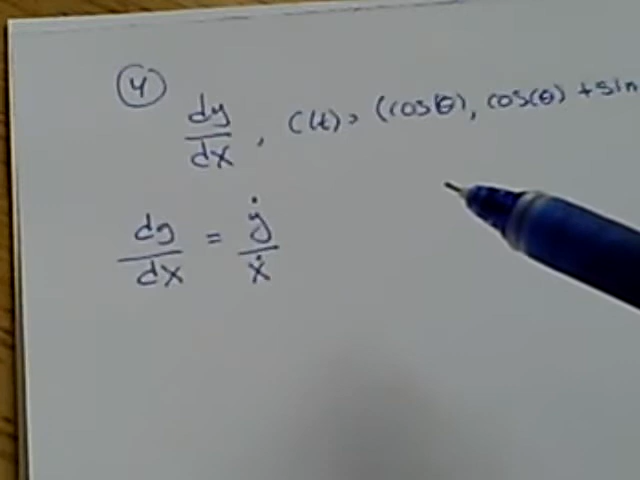 4
dy/dx, c(t) = (cos(θ), cos(θ) + sin
dy/dx = ẏ/ẋ